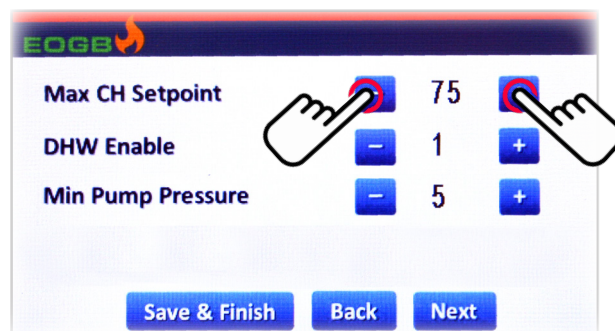 EOGB
Max CH Setpoint 75
DHW Enable - 1 +
Min Pump Pressure - 5 +
Save & Finish Back Next